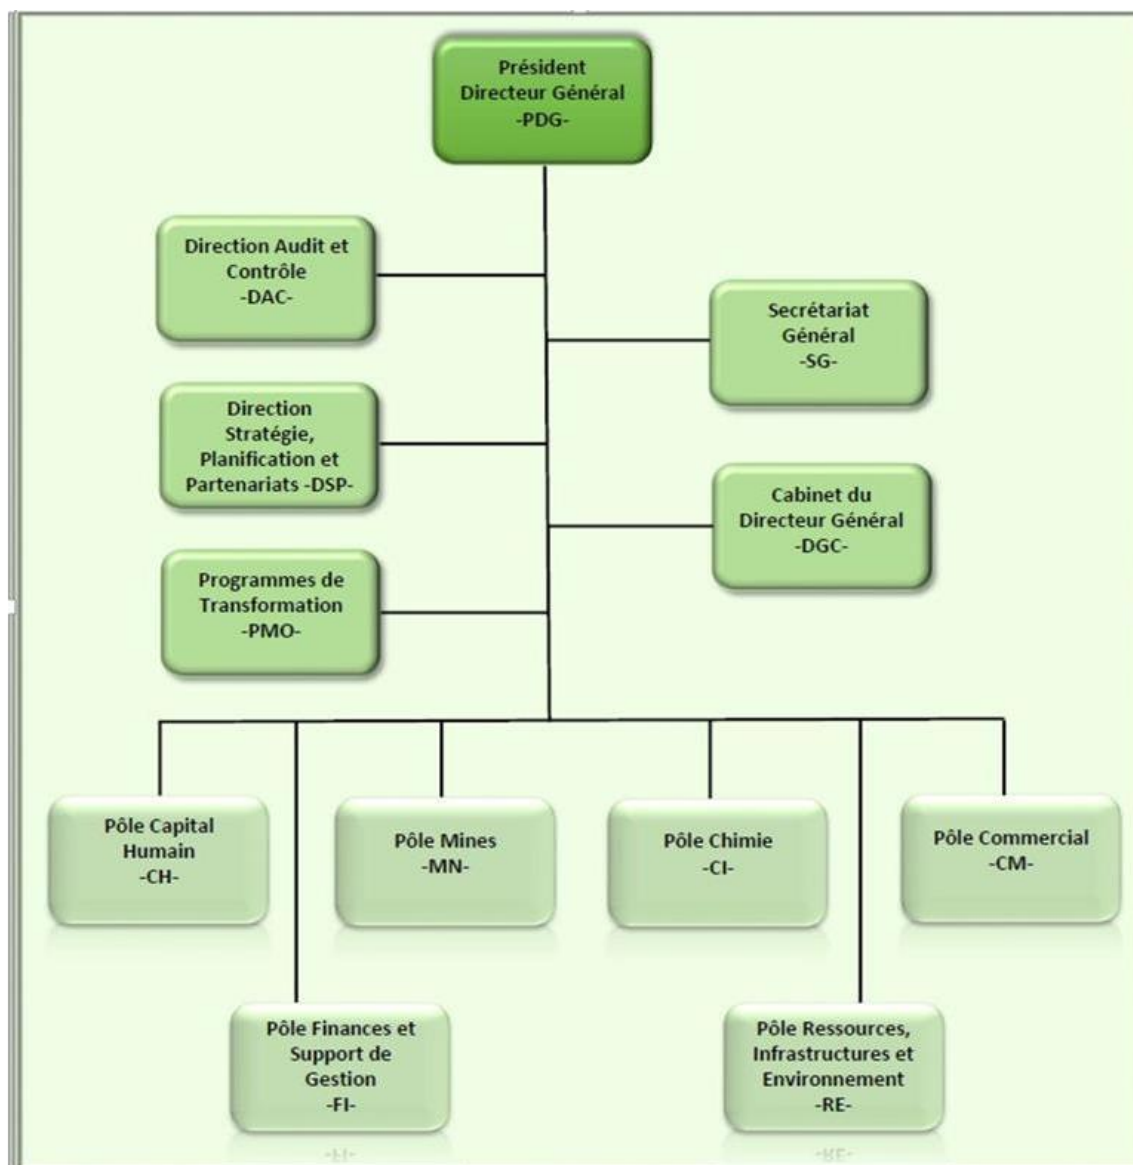 Président
Directeur Général
-PDG-
Direction Audit et
Contrôle
-DAC-
Secrétariat
Général
-SG-
Direction
Stratégie,
Planification et
Partenariats -DSP-
Cabinet du
Directeur Général
-DGC-
Programmes de
Transformation
-PMO-
Pôle Capital
Humain
-CH-
Pôle Mines
-MN-
Pôle Chimie
-CI-
Pôle Commercial
-CM-
Pôle Finances et
Support de
Gestion
-FI-
Pôle Ressources,
Infrastructures et
Environnement
-RE-